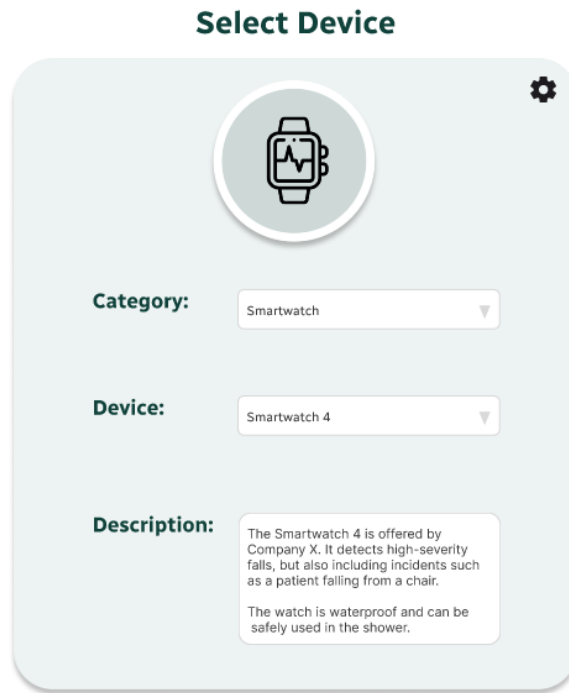 Select Device
Category:
Smartwatch
Device:
Smartwatch 4
Description:
The Smartwatch 4 is offered by
Company X. It detects high-severity
falls, but also including incidents such
as a patient falling from a chair.
The watch is waterproof and can be
safely used in the shower.